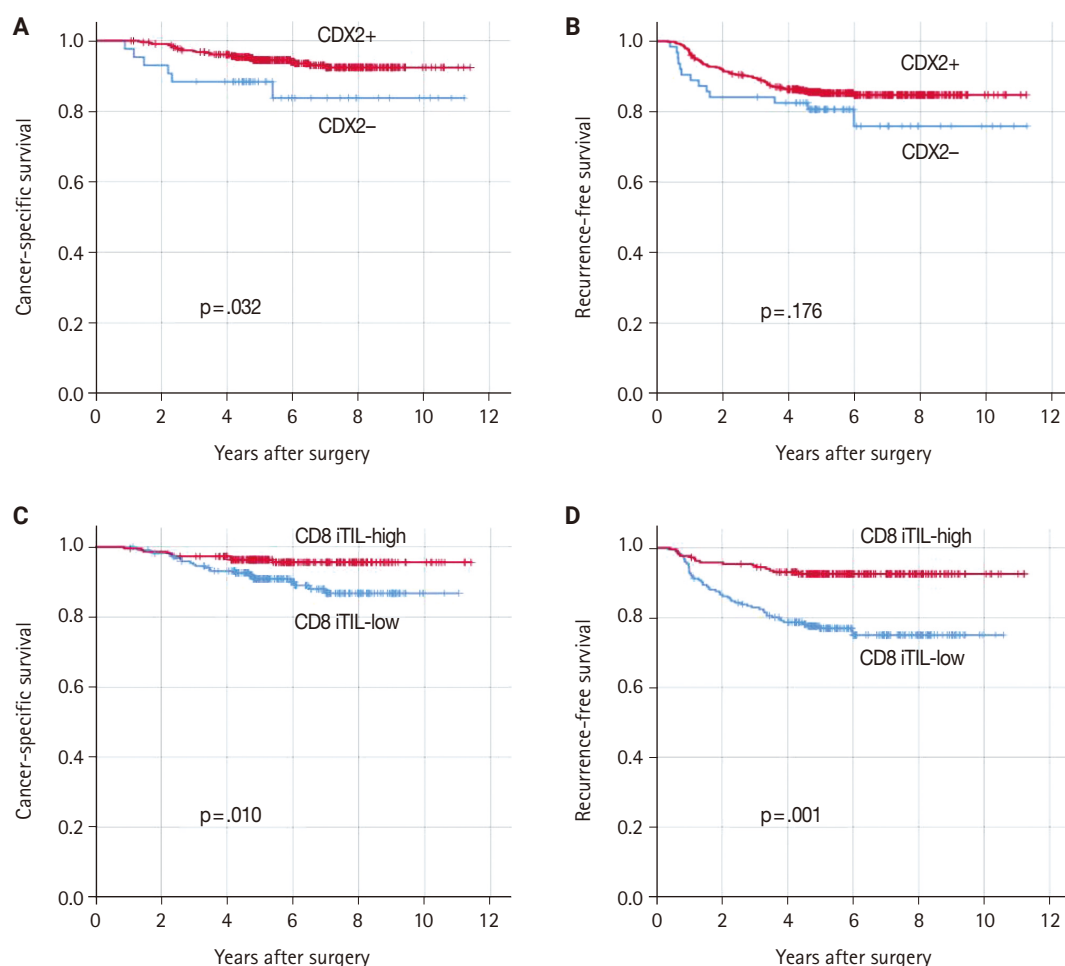 A
Cancer-specific survival
1.0
0.8
0.6
0.4
0.2
0.0
CDX2+
CDX2–
p=.032
0 2 4 6 8 10 12
Years after surgery
B
Recurrence-free survival
1.0
0.8
0.6
0.4
0.2
0.0
CDX2+
CDX2–
p=.176
0 2 4 6 8 10 12
Years after surgery
C
Cancer-specific survival
1.0
0.8
0.6
0.4
0.2
0.0
CD8 iTIL-high
CD8 iTIL-low
p=.010
0 2 4 6 8 10 12
Years after surgery
D
Recurrence-free survival
1.0
0.8
0.6
0.4
0.2
0.0
CD8 iTIL-high
CD8 iTIL-low
p=.001
0 2 4 6 8 10 12
Years after surgery